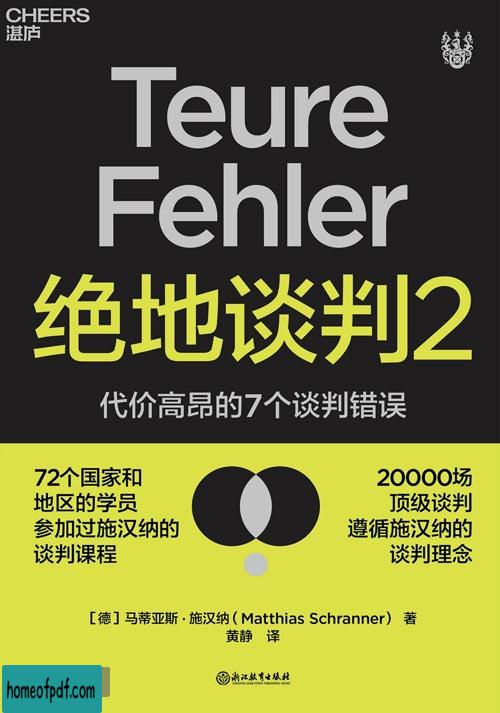 CHEERS
湛庐
Teure
Fehler
绝地谈判2
代价高昂的7个谈判错误
72个国家和
地区的学员
参加过施汉纳的
谈判课程
20000场
顶级谈判
遵循施汉纳的
谈判理念
［德］马蒂亚斯·施汉纳（Matthias Schranner）著
黄静 译
浙江教育出版社
homeofpdf.com